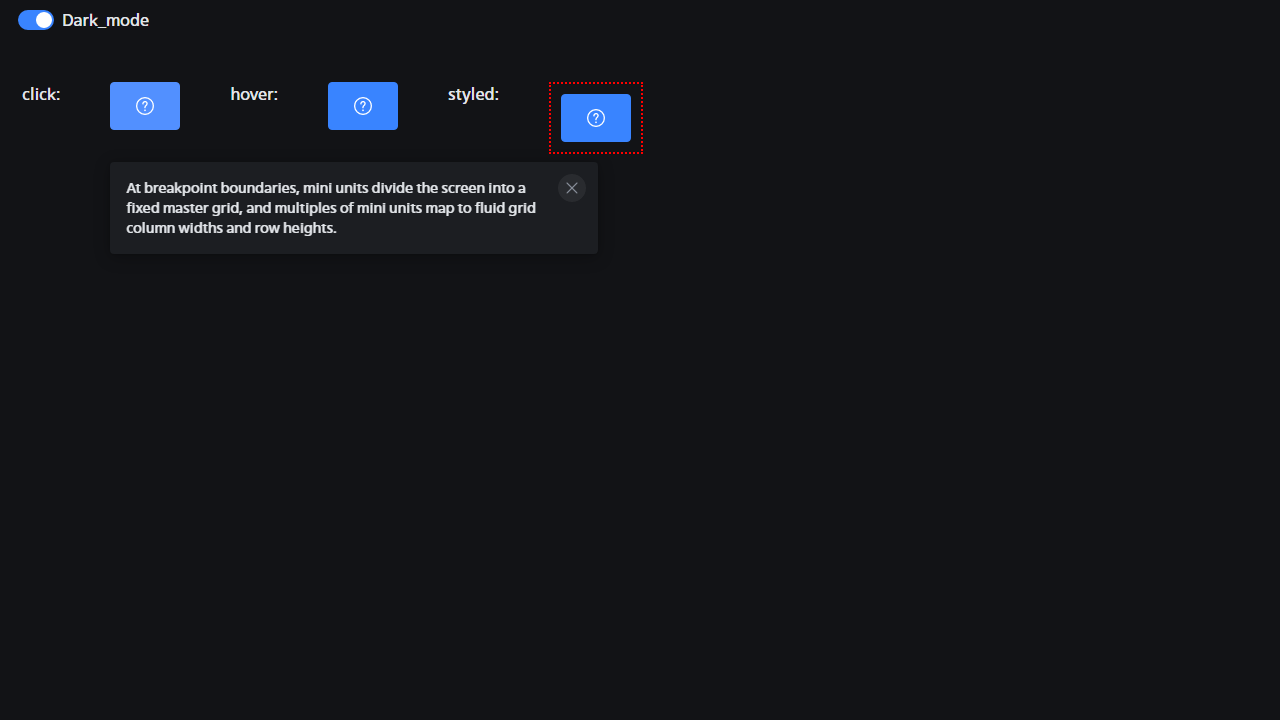 Dark_mode
click:
hover:
styled:
At breakpoint boundaries, mini units divide the screen into a
fixed master grid, and multiples of mini units map to fluid grid
column widths and row heights.